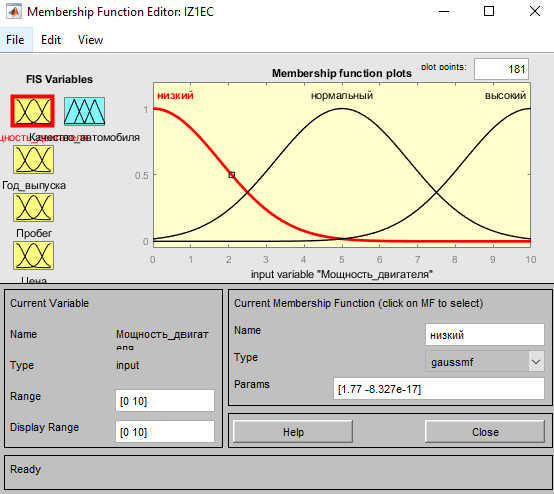 Membership Function Editor: IZ1EC
File Edit View
FIS Variables
Membership function plots
plot points:
181
низкий
нормальный
высокий
1
0.5
0
0 1 2 3 4 5 6 7 8 9 10
input variable "Мощность_двигателя"
Качество_автомобиля
Год_выпуска
Пробег
Цена
Current Variable
Name
Мощность_двигат
еля
Type
input
Range
[0 10]
Display Range
[0 10]
Current Membership Function (click on MF to select)
Name
низкий
Type
gaussmf
Params
[1.77 -8.327e-17]
Help
Close
Ready